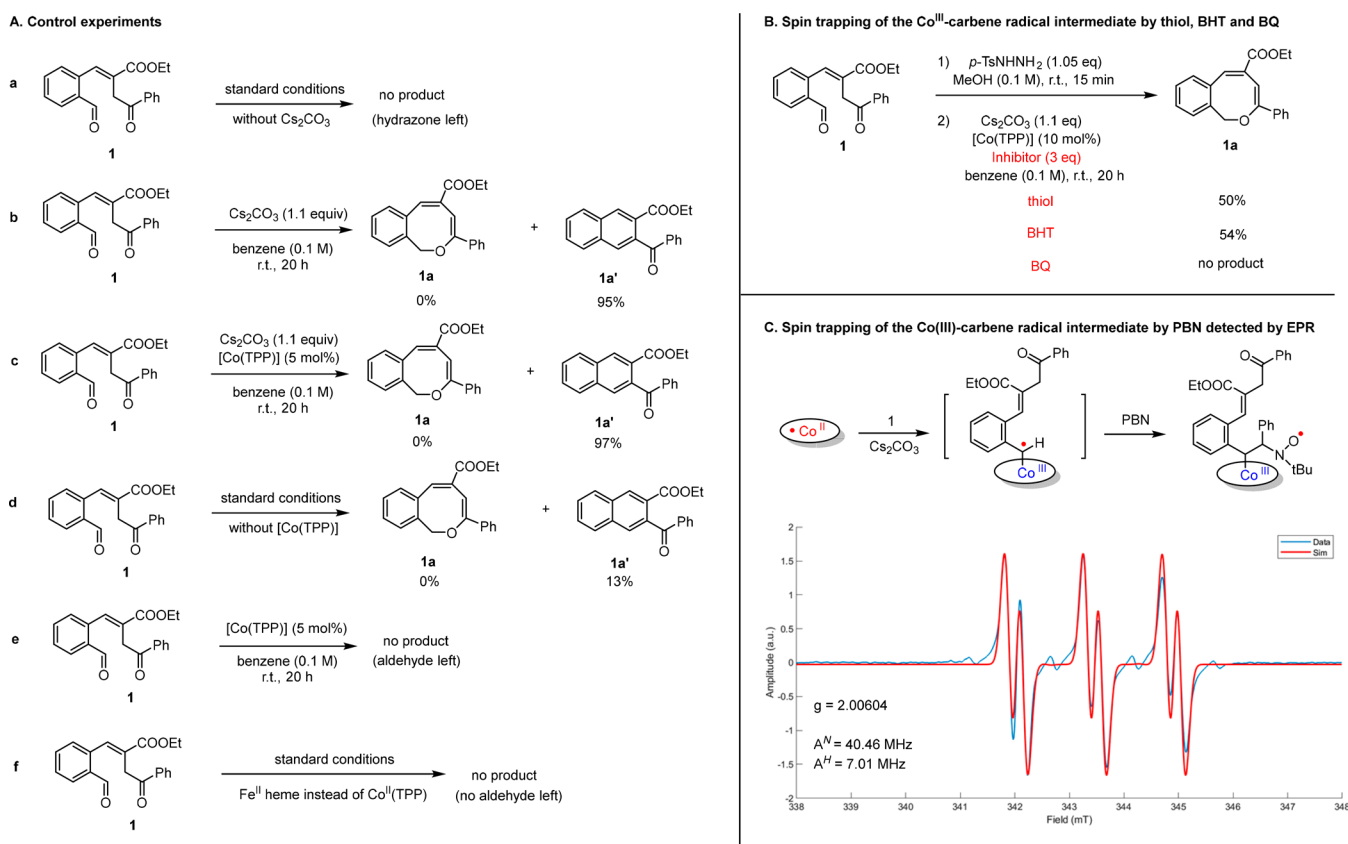 A. Control experiments
a
COOEt
Ph
O
O
1
standard conditions
without Cs₂CO₃
no product
(hydrazone left)
b
COOEt
Ph
O
O
1
Cs₂CO₃ (1.1 equiv)
benzene (0.1 M)
r.t., 20 h
COOEt
O
Ph
1a
0%
+
COOEt
Ph
O
1a'
95%
c
COOEt
Ph
O
O
1
Cs₂CO₃ (1.1 equiv)
[Co(TPP)] (5 mol%)
benzene (0.1 M)
r.t., 20 h
COOEt
O
Ph
1a
0%
+
COOEt
Ph
O
1a'
97%
d
COOEt
Ph
O
O
1
standard conditions
without [Co(TPP)]
COOEt
O
Ph
1a
0%
+
COOEt
Ph
O
1a'
13%
e
COOEt
Ph
O
O
1
[Co(TPP)] (5 mol%)
benzene (0.1 M)
r.t., 20 h
no product
(aldehyde left)
f
COOEt
Ph
O
O
1
standard conditions
Feᴵᴵ heme instead of Coᴵᴵ(TPP)
no product
(no aldehyde left)
B. Spin trapping of the Coᴵᴵᴵ-carbene radical intermediate by thiol, BHT and BQ
COOEt
Ph
O
O
1
1) p-TsNHNH₂ (1.05 eq)
MeOH (0.1 M), r.t., 15 min
2) Cs₂CO₃ (1.1 eq)
[Co(TPP)] (10 mol%)
Inhibitor (3 eq)
benzene (0.1 M), r.t., 20 h
COOEt
O
Ph
1a
thiol 50%
BHT 54%
BQ no product
C. Spin trapping of the Co(III)-carbene radical intermediate by PBN detected by EPR
• Co II
1
Cs₂CO₃
O
Ph
EtOOC
• H
Co III
PBN
O
Ph
EtOOC
Ph
O•
N
tBu
Co III
Data
Sim
2
1.5
1
0.5
0
-0.5
-1
-1.5
-2
Amplitude (a.u.)
g = 2.00604
Aᴺ = 40.46 MHz
Aᴴ = 7.01 MHz
338 339 340 341 342 343 344 345 346 347 348
Field (mT)